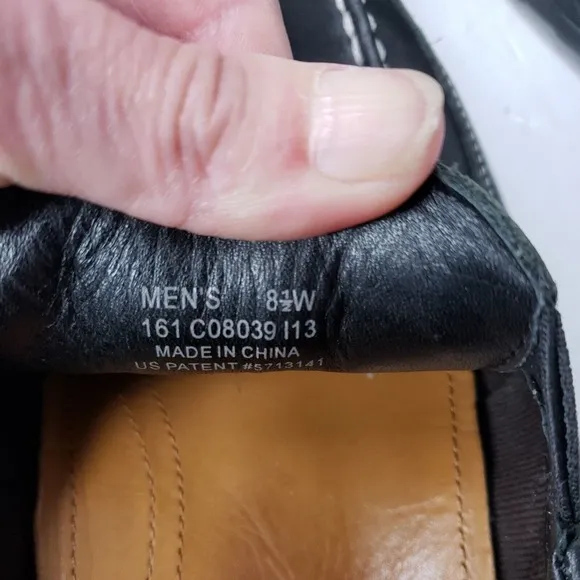 MEN'S 8½W
161 C08039 I13
MADE IN CHINA
US PATENT #5713141